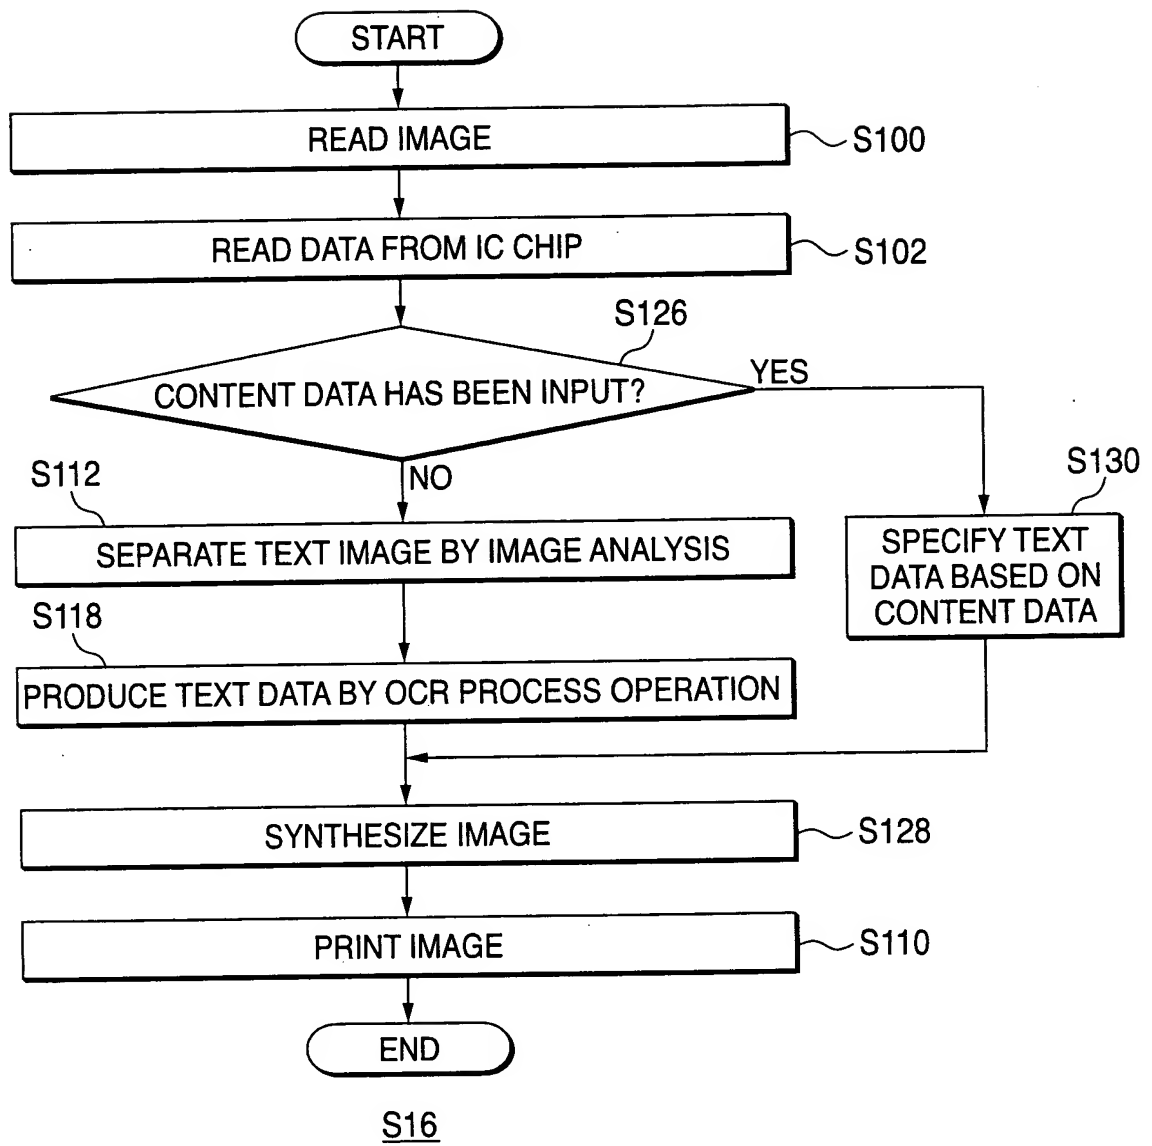 START
READ IMAGE
S100
READ DATA FROM IC CHIP
S102
S126
CONTENT DATA HAS BEEN INPUT?
YES
NO
S112
SEPARATE TEXT IMAGE BY IMAGE ANALYSIS
S130
SPECIFY TEXT
DATA BASED ON
CONTENT DATA
S118
PRODUCE TEXT DATA BY OCR PROCESS OPERATION
SYNTHESIZE IMAGE
S128
PRINT IMAGE
S110
END
S16